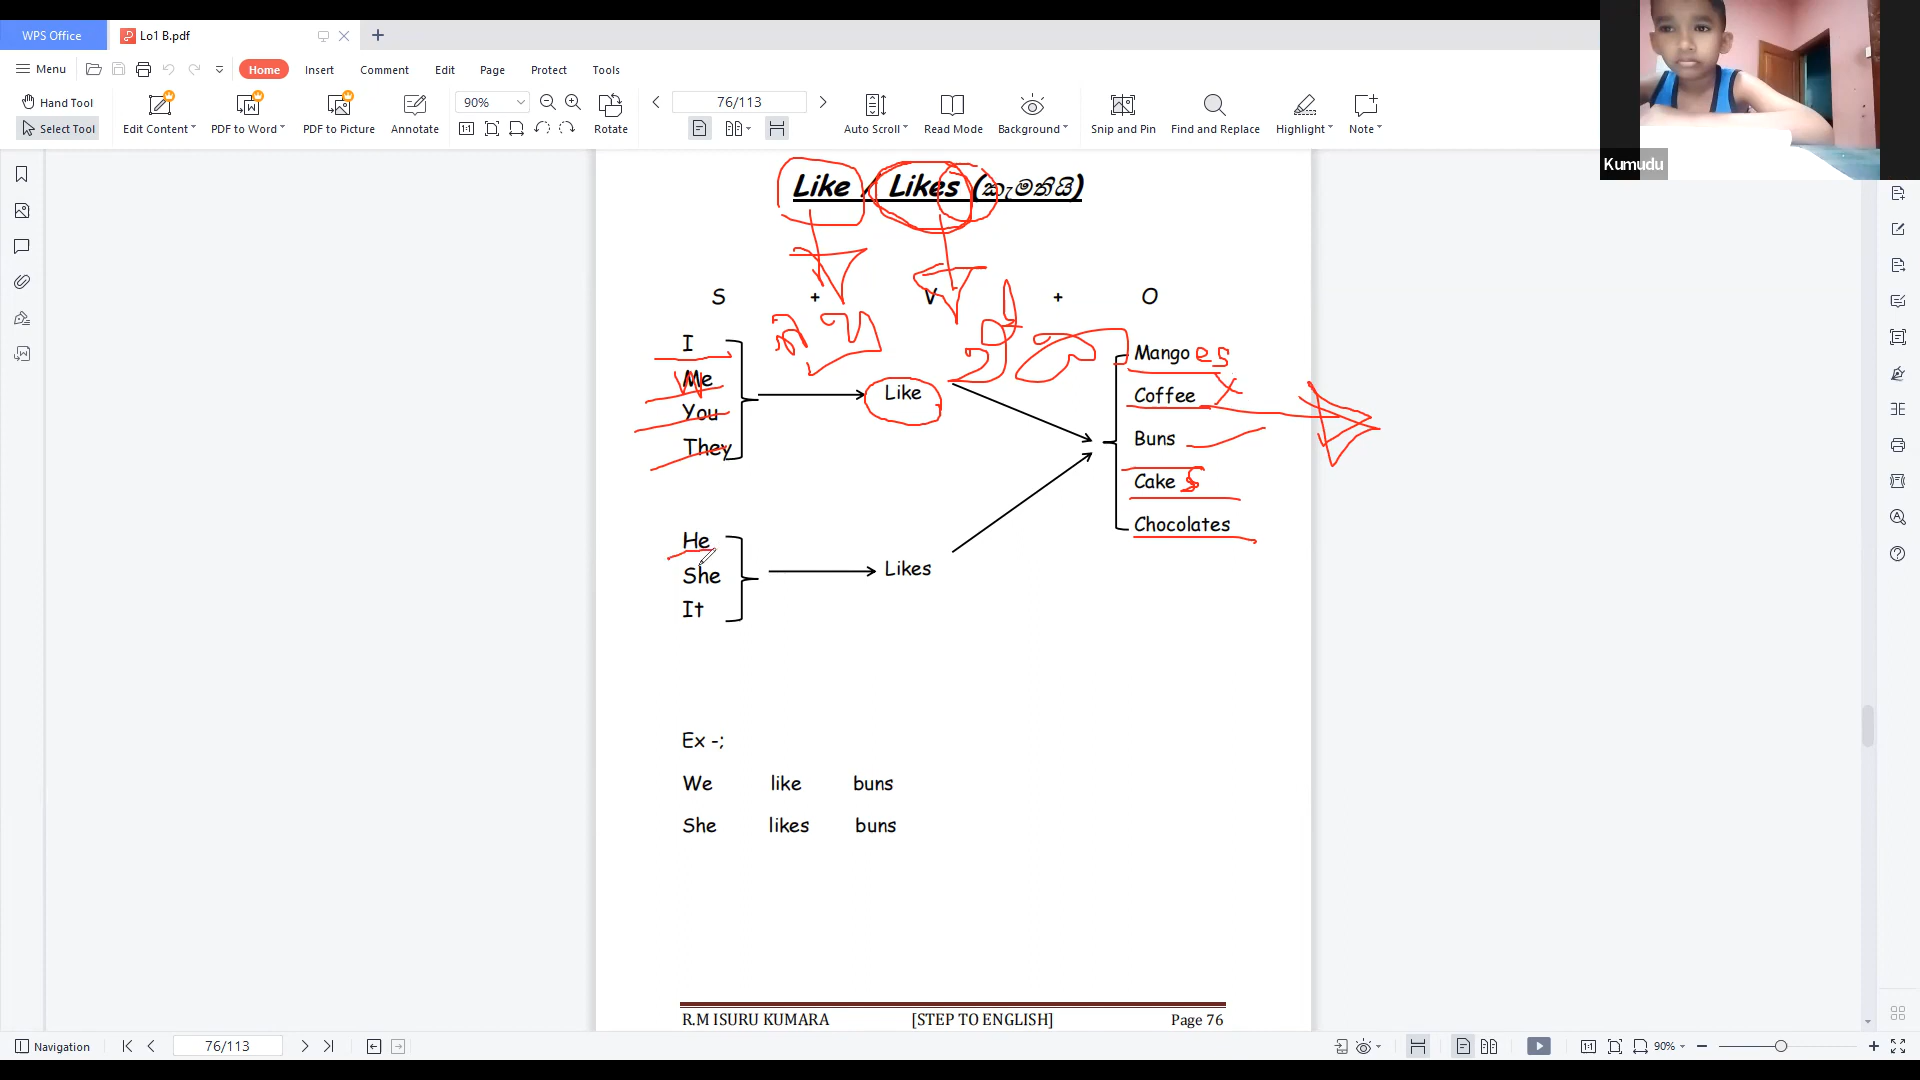 WPS Office
Lo1 B.pdf
Menu
Home Insert Comment Edit Page Protect Tools
Hand Tool
Select Tool
Edit Content PDF to Word PDF to Picture Annotate
90%
Rotate
76/113
Auto Scroll Read Mode Background Snip and Pin Find and Replace Highlight Note
Kumudu
Like / Likes (කැමතියි)
S + V + O
I
Me
You
They
Like
Mango es
Coffee
Buns
Cake s
Chocolates
He
She
It
Likes
Ex -;
We like buns
She likes buns
R.M ISURU KUMARA [STEP TO ENGLISH] Page 76
Navigation 76/113 90%